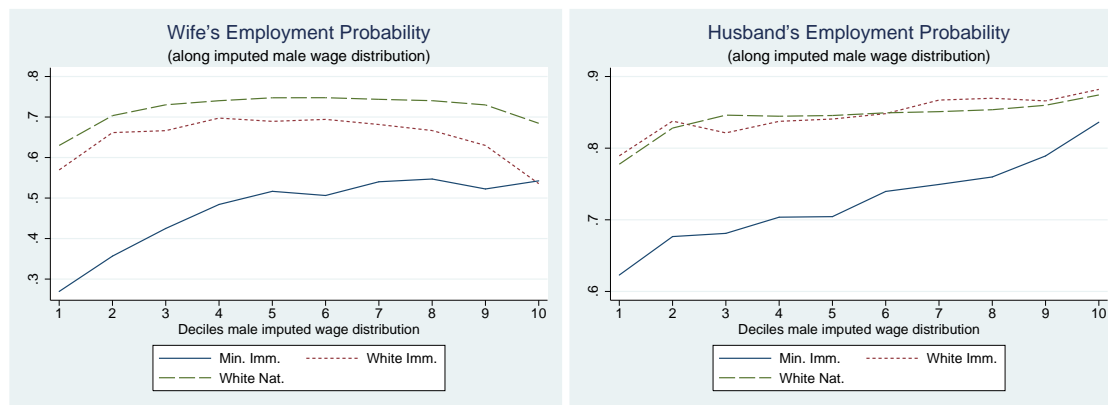 Wife's Employment Probability
(along imputed male wage distribution)
.8
.7
.6
.5
.4
.3
1 2 3 4 5 6 7 8 9 10
Deciles male imputed wage distribution
Min. Imm. White Imm.
White Nat.
Husband's Employment Probability
(along imputed male wage distribution)
.9
.8
.7
.6
1 2 3 4 5 6 7 8 9 10
Deciles male imputed wage distribution
Min. Imm. White Imm.
White Nat.